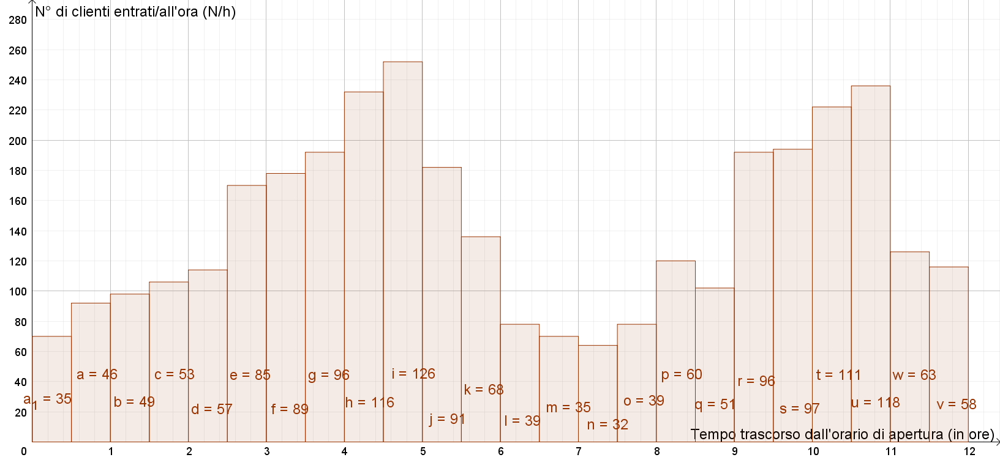 N° di clienti entrati/all'ora (N/h)
280
260
240
220
200
180
160
140
120
100
80
60
40
20
0
a = 46
c = 53
e = 85
g = 96
i = 126
p = 60
r = 96
t = 111
w = 63
a₁ = 35
b = 49
d = 57
f = 89
h = 116
j = 91
k = 68
l = 39
m = 35
n = 32
o = 39
q = 51
s = 97
u = 118
v = 58
Tempo trascorso dall'orario di apertura (in ore)
1 2 3 4 5 6 7 8 9 10 11 12